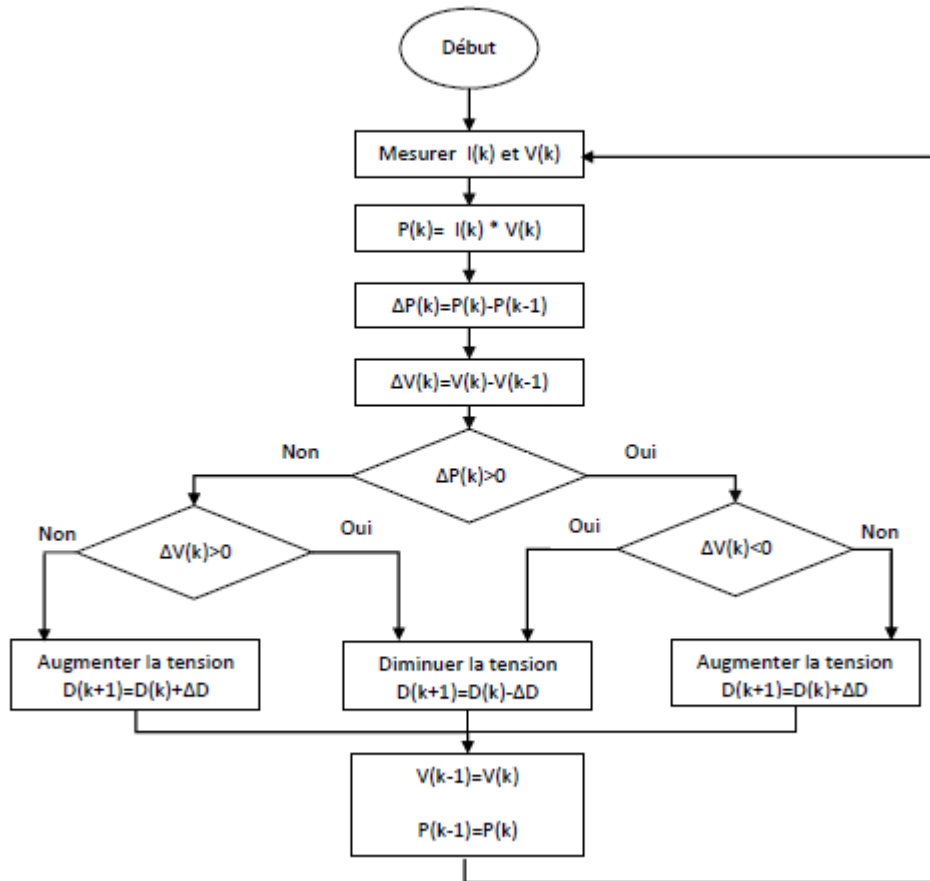 Début
Mesurer I(k) et V(k)
P(k)= I(k) * V(k)
ΔP(k)=P(k)-P(k-1)
ΔV(k)=V(k)-V(k-1)
Non
Oui
ΔP(k)>0
Non
Oui
Oui
Non
ΔV(k)>0
ΔV(k)<0
Augmenter la tension
D(k+1)=D(k)+ΔD
Diminuer la tension
D(k+1)=D(k)-ΔD
Augmenter la tension
D(k+1)=D(k)+ΔD
V(k-1)=V(k)
P(k-1)=P(k)